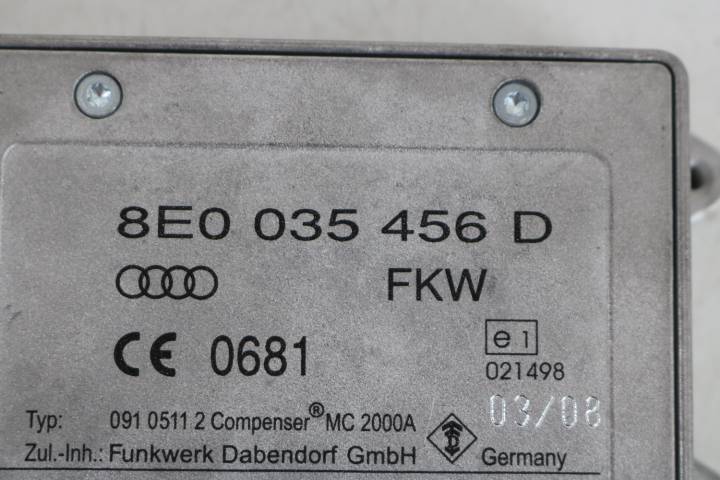 8E0 035 456 D
FKW
CE 0681
e1
021498
03/08
Typ: 091 0511 2 Compenser® MC 2000A
Zul.-Inh.: Funkwerk Dabendorf GmbH Germany